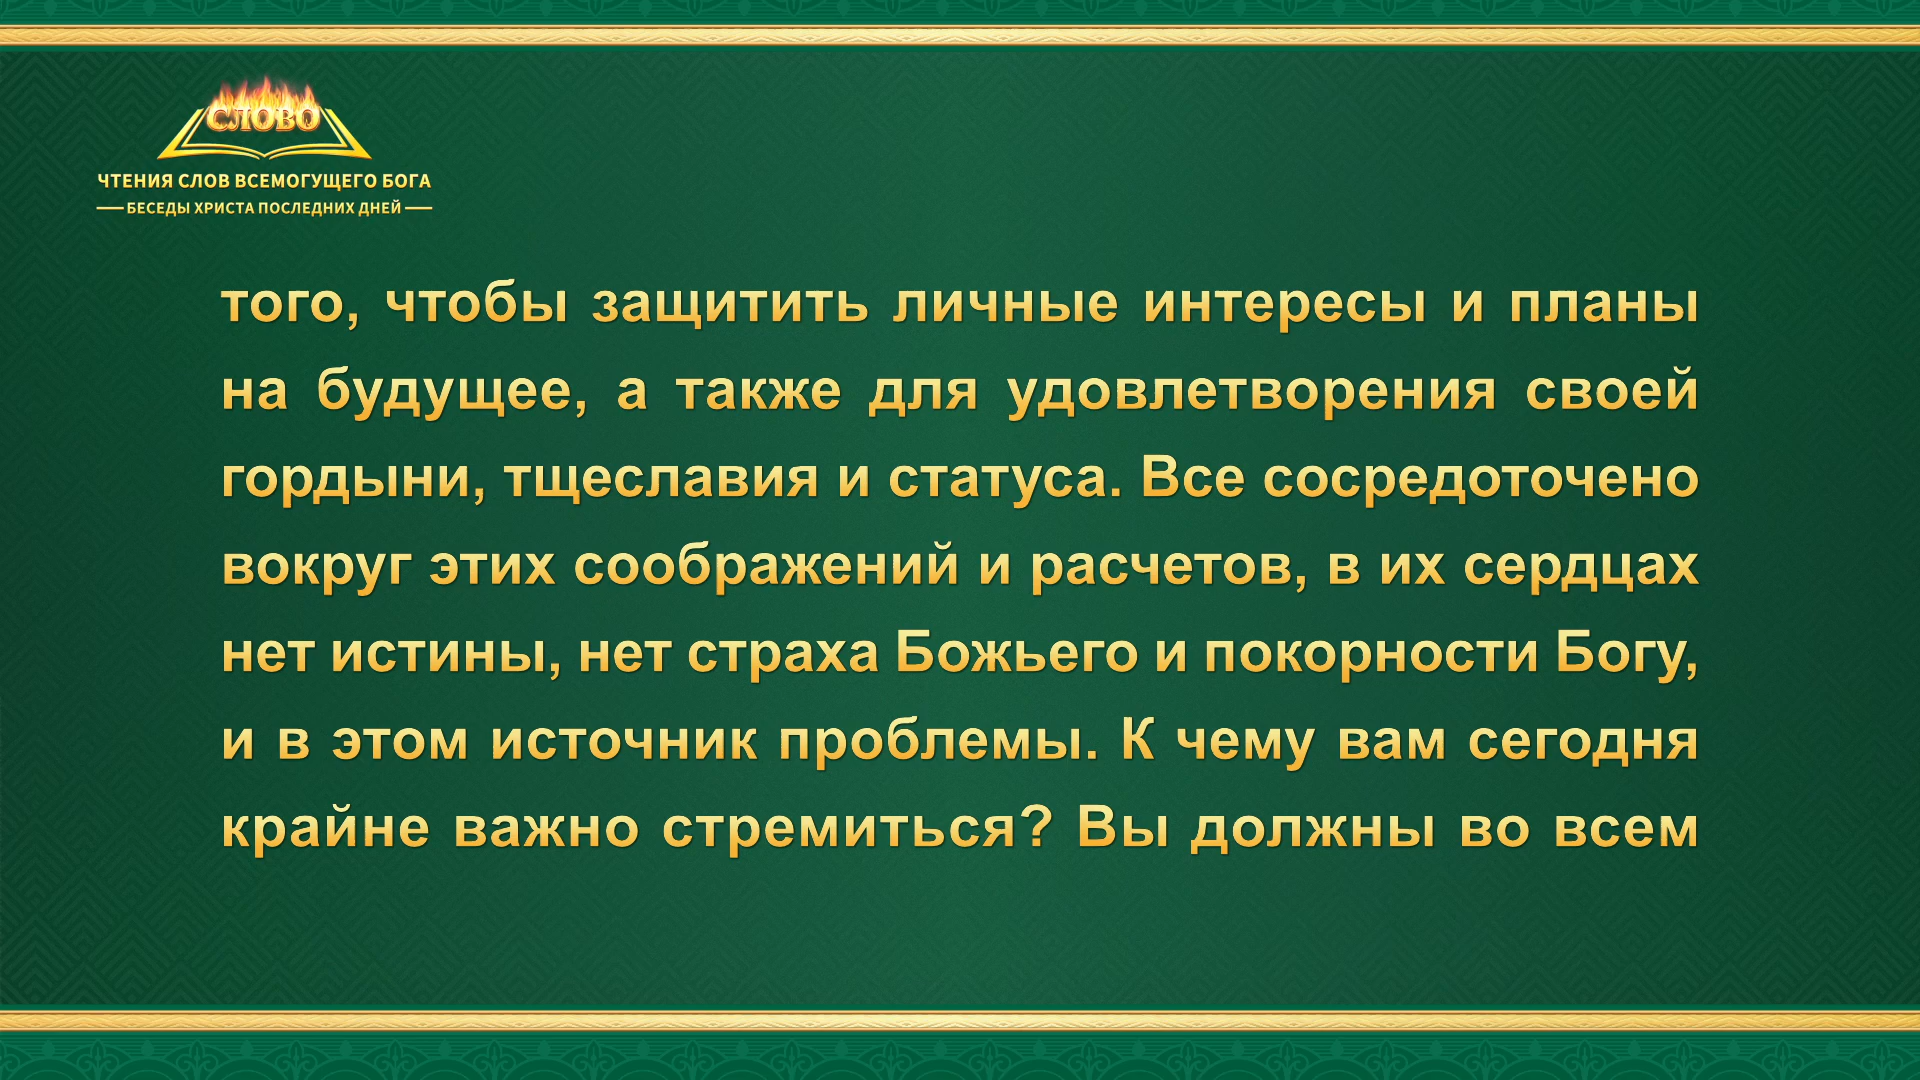 СЛОВО
ЧТЕНИЯ СЛОВ ВСЕМОГУЩЕГО БОГА
БЕСЕДЫ ХРИСТА ПОСЛЕДНИХ ДНЕЙ
того, чтобы защитить личные интересы и планы
на будущее, а также для удовлетворения своей
гордыни, тщеславия и статуса. Все сосредоточено
вокруг этих соображений и расчетов, в их сердцах
нет истины, нет страха Божьего и покорности Богу,
и в этом источник проблемы. К чему вам сегодня
крайне важно стремиться? Вы должны во всем